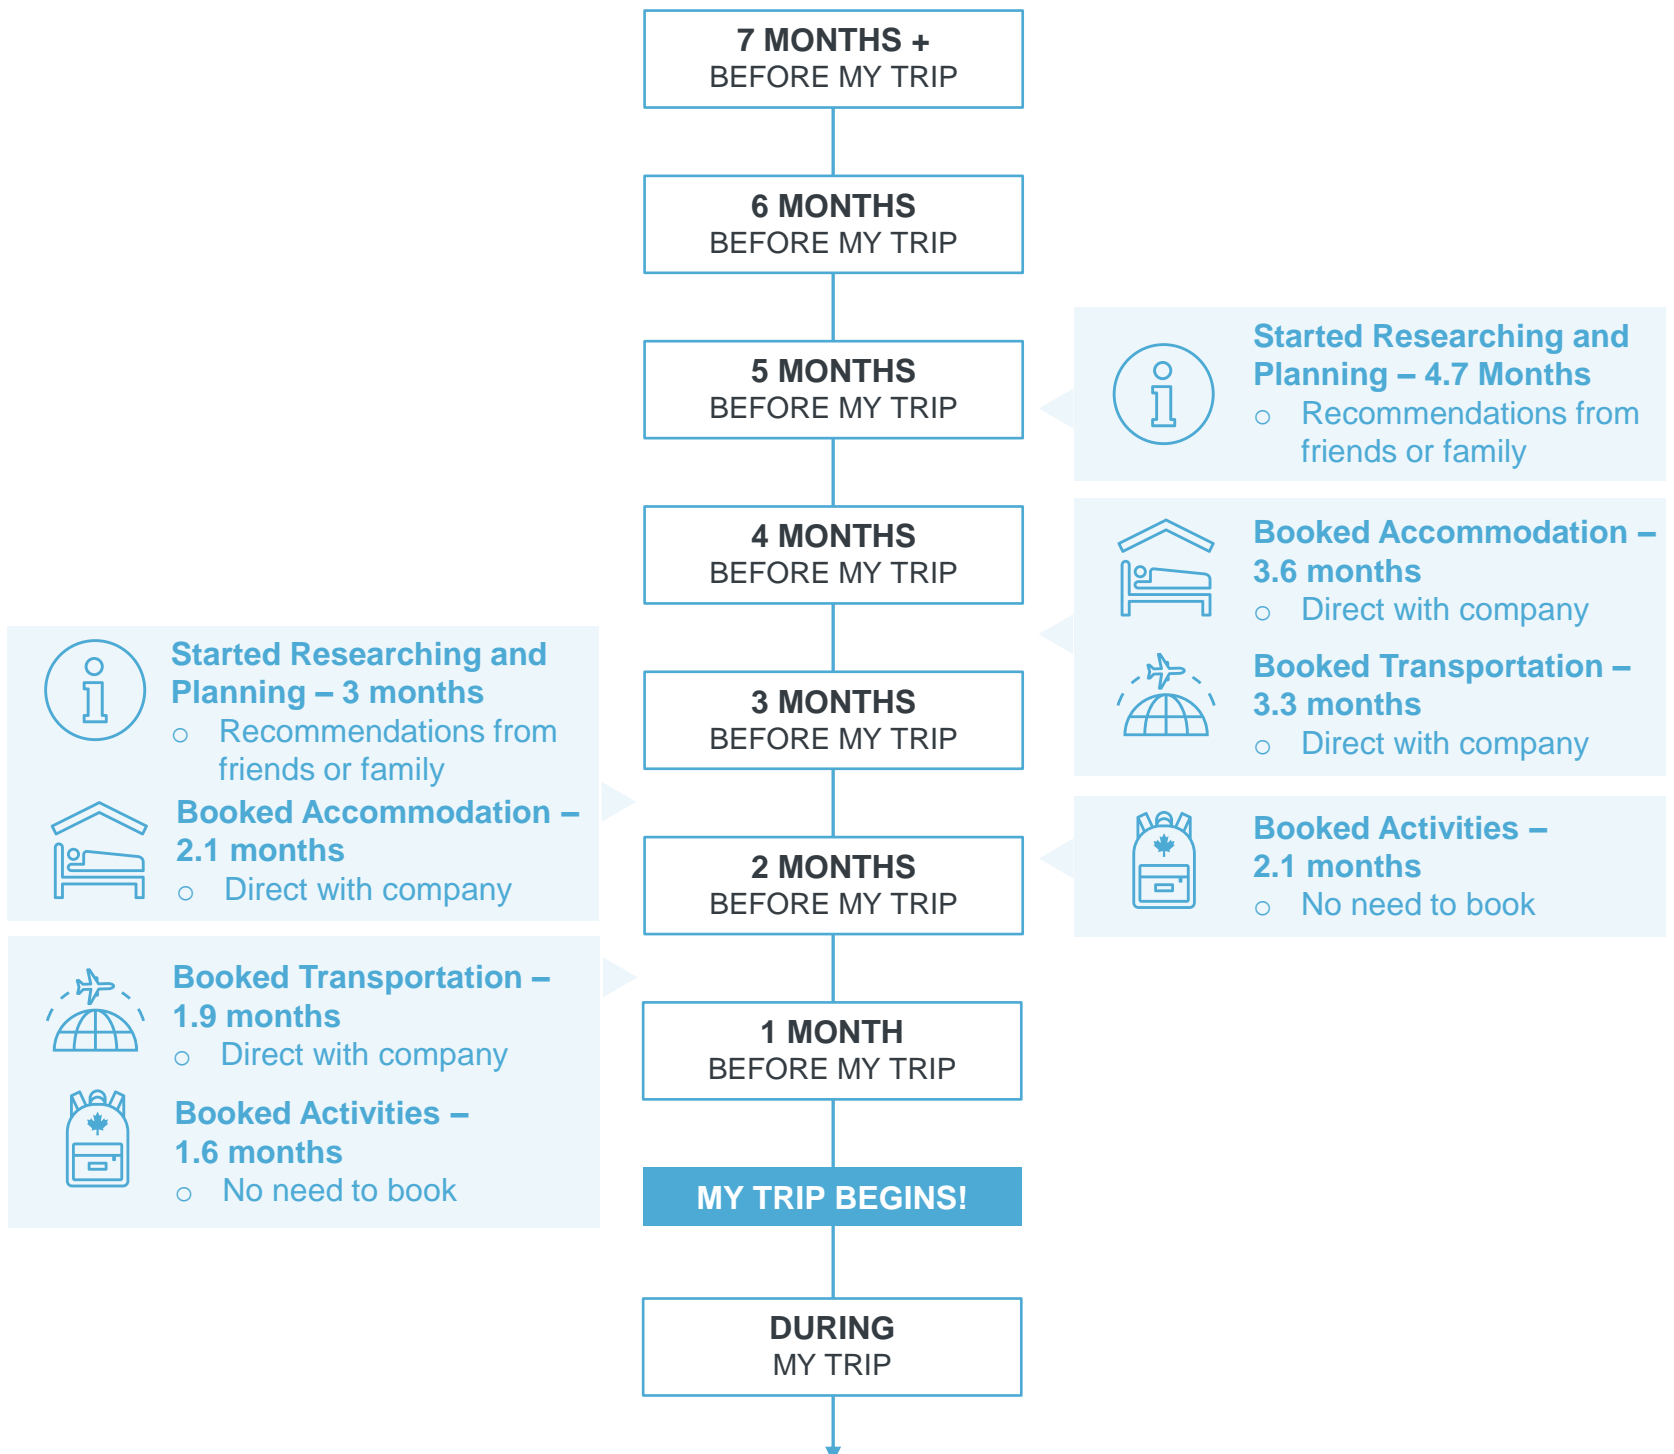 7 MONTHS +
BEFORE MY TRIP
6 MONTHS
BEFORE MY TRIP
5 MONTHS
BEFORE MY TRIP
Started Researching and
Planning – 4.7 Months
○ Recommendations from
friends or family
4 MONTHS
BEFORE MY TRIP
Booked Accommodation –
3.6 months
○ Direct with company
Booked Transportation –
3.3 months
○ Direct with company
Started Researching and
Planning – 3 months
○ Recommendations from
friends or family
Booked Accommodation –
2.1 months
○ Direct with company
3 MONTHS
BEFORE MY TRIP
2 MONTHS
BEFORE MY TRIP
Booked Activities –
2.1 months
○ No need to book
Booked Transportation –
1.9 months
○ Direct with company
Booked Activities –
1.6 months
○ No need to book
1 MONTH
BEFORE MY TRIP
MY TRIP BEGINS!
DURING
MY TRIP